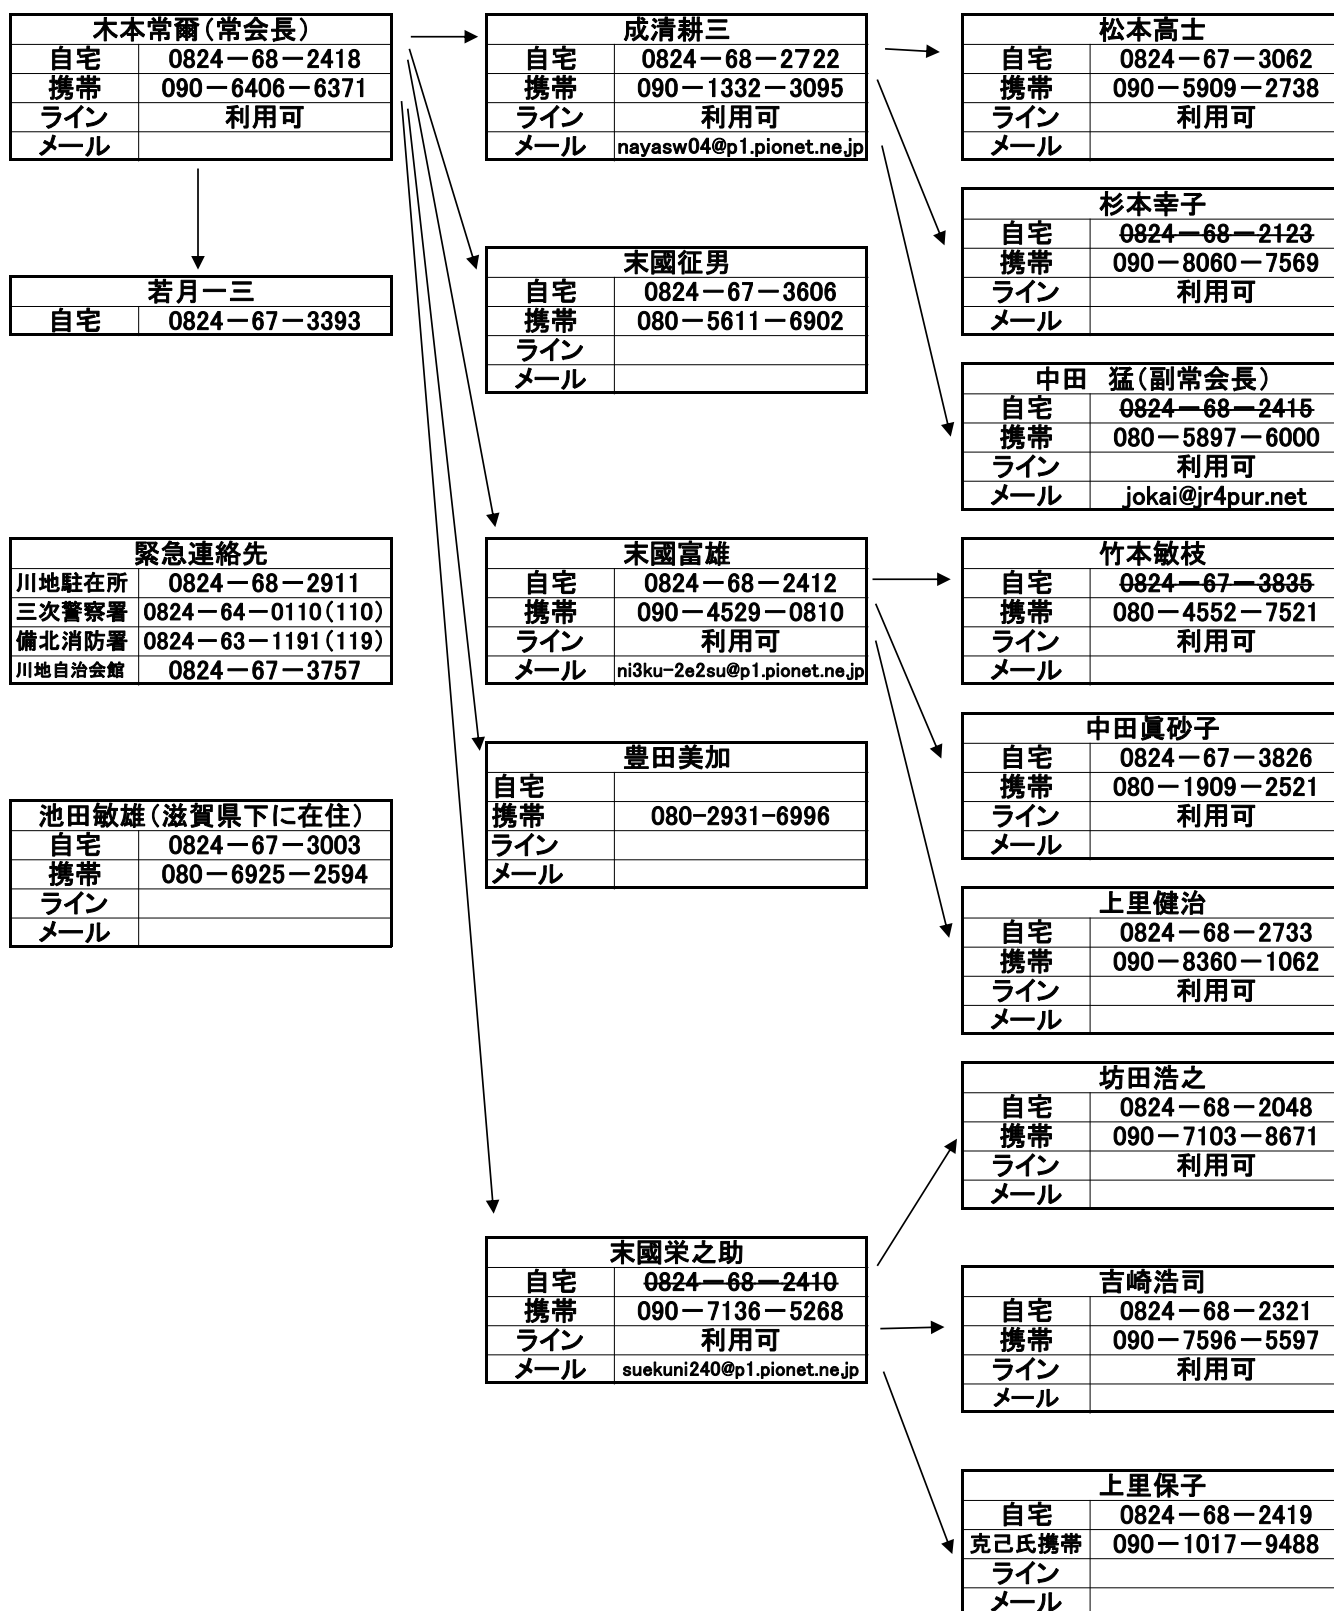 木本常爾（常会長）
自宅 0824－68－2418
携帯 090－6406－6371
ライン 利用可
メール
若月一三
自宅 0824－67－3393
緊急連絡先
川地駐在所 0824－68－2911
三次警察署 0824－64－0110（110）
備北消防署 0824－63－1191（119）
川地自治会館 0824－67－3757
池田敏雄（滋賀県下に在住）
自宅 0824－67－3003
携帯 080－6925－2594
ライン
メール
成清耕三
自宅 0824－68－2722
携帯 090－1332－3095
ライン 利用可
メール nayasw04@p1.pionet.ne.jp
末國征男
自宅 0824－67－3606
携帯 080－5611－6902
ライン
メール
末國富雄
自宅 0824－68－2412
携帯 090－4529－0810
ライン 利用可
メール ni3ku-2e2su@p1.pionet.ne.jp
豊田美加
自宅
携帯 080-2931-6996
ライン
メール
末國栄之助
自宅 0824－68－2410
携帯 090－7136－5268
ライン 利用可
メール suekuni240@p1.pionet.ne.jp
松本高士
自宅 0824－67－3062
携帯 090－5909－2738
ライン 利用可
メール
杉本幸子
自宅 0824－68－2123
携帯 090－8060－7569
ライン 利用可
メール
中田　猛（副常会長）
自宅 0824－68－2415
携帯 080－5897－6000
ライン 利用可
メール jokai@jr4pur.net
竹本敏枝
自宅 0824－67－3835
携帯 080－4552－7521
ライン 利用可
メール
中田眞砂子
自宅 0824－67－3826
携帯 080－1909－2521
ライン 利用可
メール
上里健治
自宅 0824－68－2733
携帯 090－8360－1062
ライン 利用可
メール
坊田浩之
自宅 0824－68－2048
携帯 090－7103－8671
ライン 利用可
メール
吉崎浩司
自宅 0824－68－2321
携帯 090－7596－5597
ライン 利用可
メール
上里保子
自宅 0824－68－2419
克己氏携帯 090－1017－9488
ライン
メール